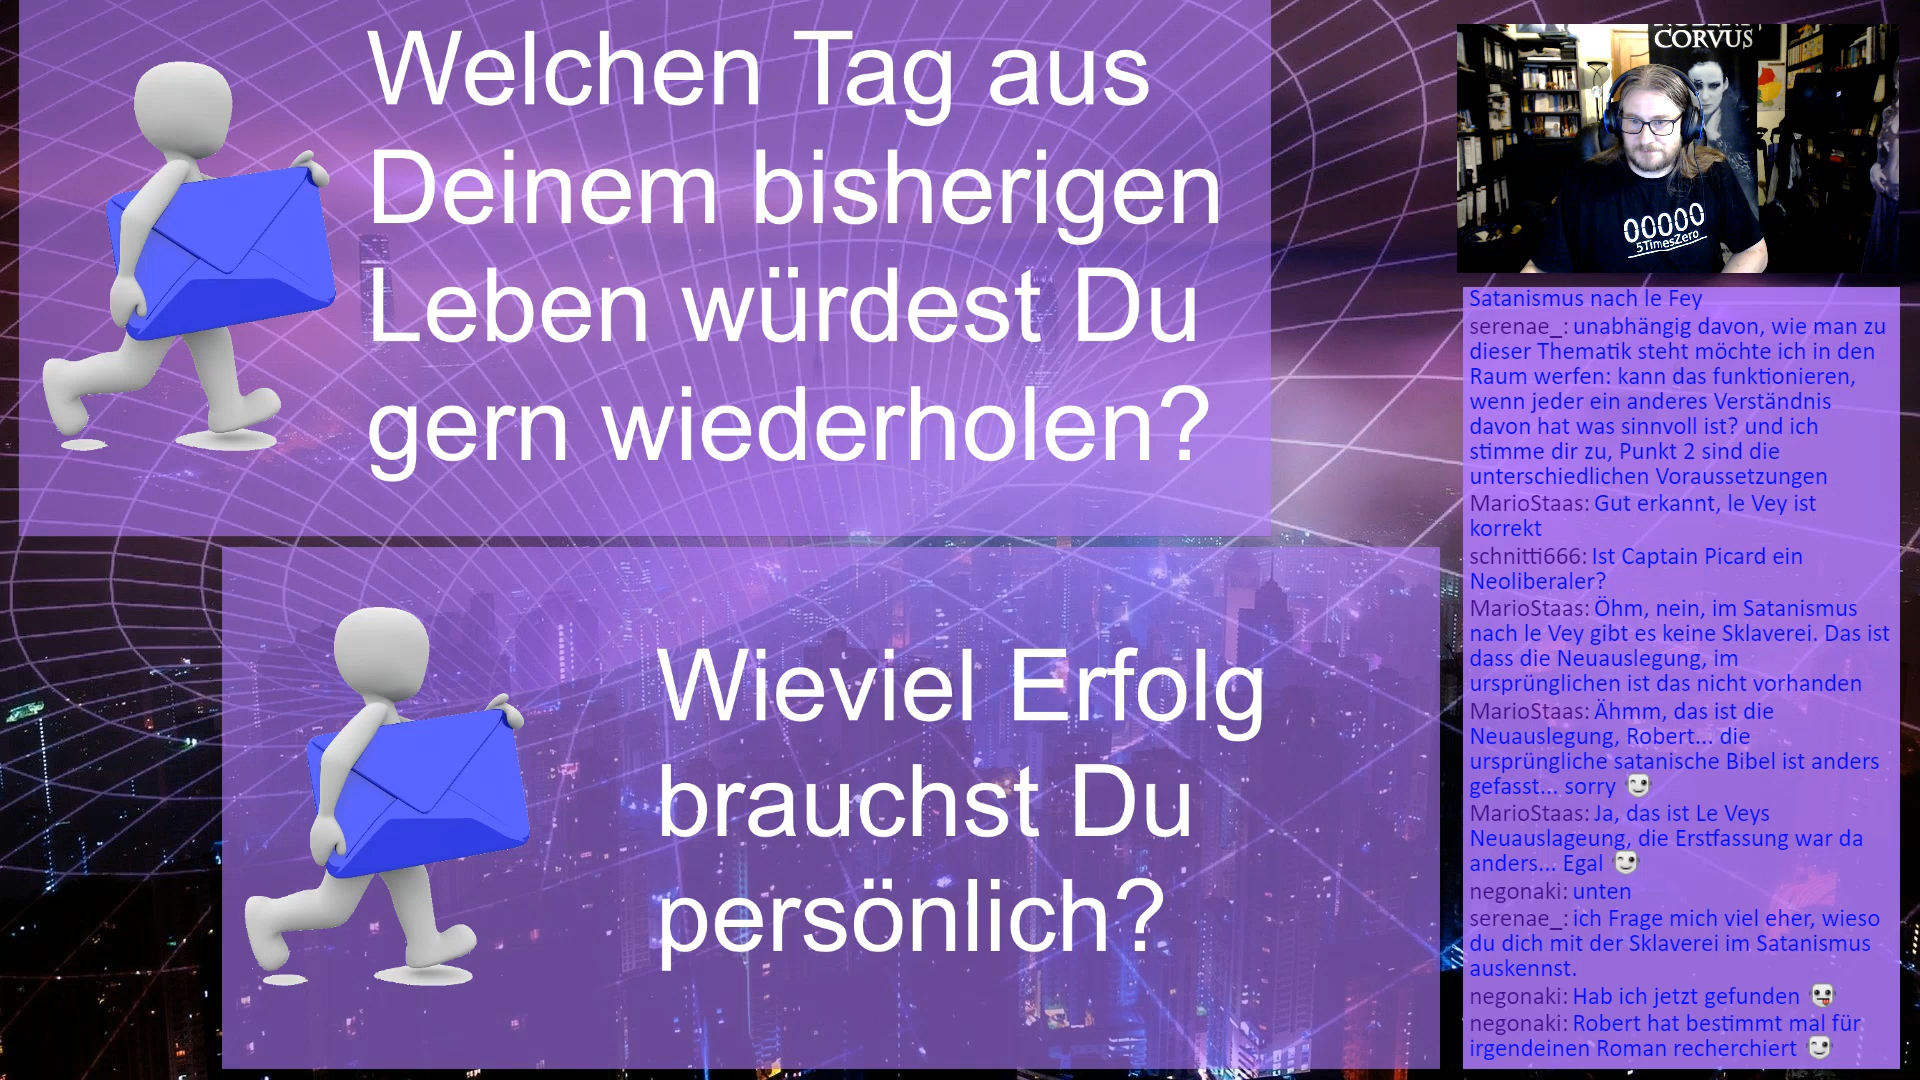 Welchen Tag aus
Deinem bisherigen
Leben würdest Du
gern wiederholen?
Wieviel Erfolg
brauchst Du
persönlich?
CORVUS
00000
5TimesZero
Satanismus nach le Fey
serenae_: unabhängig davon, wie man zu
dieser Thematik steht möchte ich in den
Raum werfen: kann das funktionieren,
wenn jeder ein anderes Verständnis
davon hat was sinnvoll ist? und ich
stimme dir zu, Punkt 2 sind die
unterschiedlichen Voraussetzungen
MarioStaas: Gut erkannt, le Vey ist
korrekt
schnitti666: Ist Captain Picard ein
Neoliberaler?
MarioStaas: Öhm, nein, im Satanismus
nach le Vey gibt es keine Sklaverei. Das ist
dass die Neuauslegung, im
ursprünglichen ist das nicht vorhanden
MarioStaas: Ähmm, das ist die
Neuauslegung, Robert... die
ursprüngliche satanische Bibel ist anders
gefasst... sorry
MarioStaas: Ja, das ist Le Veys
Neuauslageung, die Erstfassung war da
anders... Egal
negonaki: unten
serenae_: ich Frage mich viel eher, wieso
du dich mit der Sklaverei im Satanismus
auskennst.
negonaki: Hab ich jetzt gefunden
negonaki: Robert hat bestimmt mal für
irgendeinen Roman recherchiert